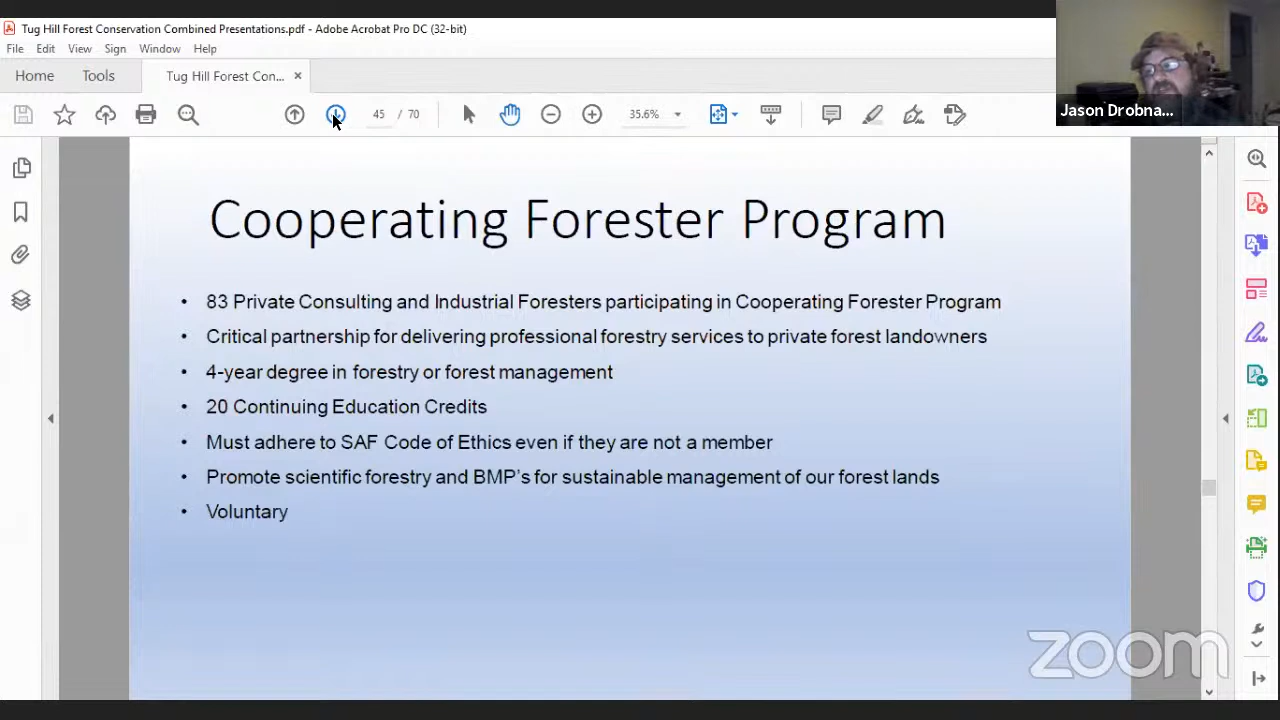 Tug Hill Forest Conservation Combined Presentations.pdf - Adobe Acrobat Pro DC (32-bit)
File Edit View Sign Window Help
Home Tools Tug Hill Forest Con... ×
45 / 70 35.6%
Jason Drobna...
Cooperating Forester Program
• 83 Private Consulting and Industrial Foresters participating in Cooperating Forester Program
• Critical partnership for delivering professional forestry services to private forest landowners
• 4-year degree in forestry or forest management
• 20 Continuing Education Credits
• Must adhere to SAF Code of Ethics even if they are not a member
• Promote scientific forestry and BMP's for sustainable management of our forest lands
• Voluntary
zoom